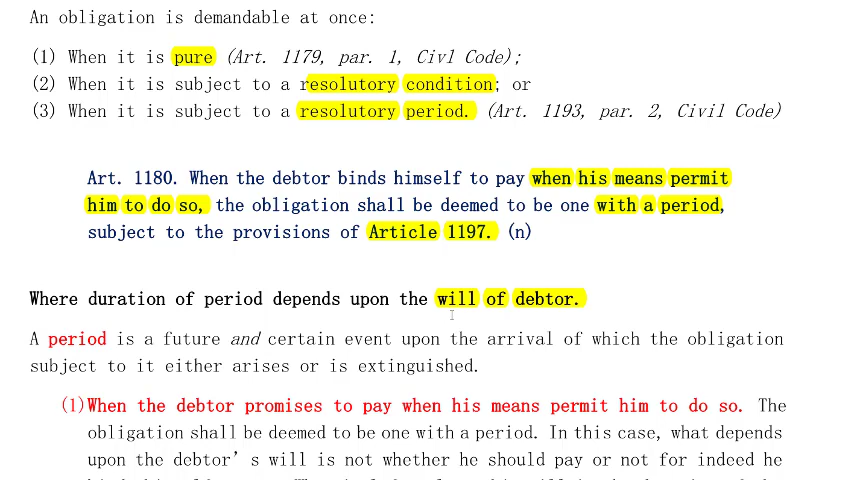 An obligation is demandable at once:
(1) When it is pure (Art. 1179, par. 1, Civl Code);
(2) When it is subject to a resolutory condition; or
(3) When it is subject to a resolutory period. (Art. 1193, par. 2, Civil Code)
Art. 1180. When the debtor binds himself to pay when his means permit
him to do so, the obligation shall be deemed to be one with a period,
subject to the provisions of Article 1197. (n)
Where duration of period depends upon the will of debtor.
A period is a future and certain event upon the arrival of which the obligation
subject to it either arises or is extinguished.
(1)When the debtor promises to pay when his means permit him to do so. The
obligation shall be deemed to be one with a period. In this case, what depends
upon the debtor's will is not whether he should pay or not for indeed he